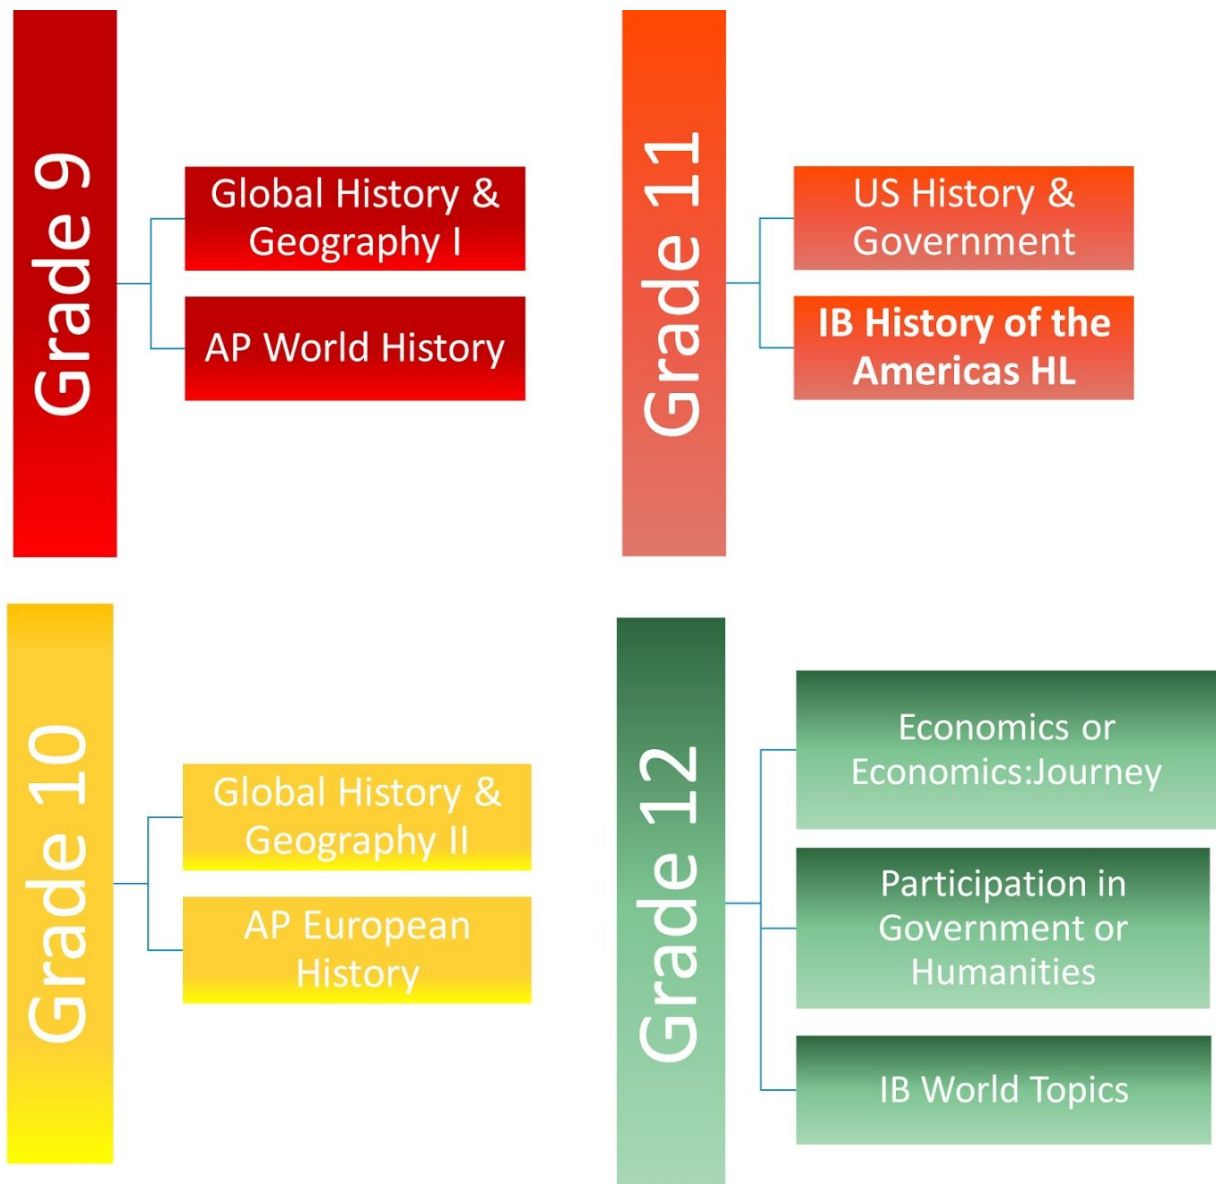 Grade 9
Global History &
Geography I
AP World History
Grade 11
US History &
Government
IB History of the
Americas HL
Grade 10
Global History &
Geography II
AP European
History
Grade 12
Economics or
Economics:Journey
Participation in
Government or
Humanities
IB World Topics